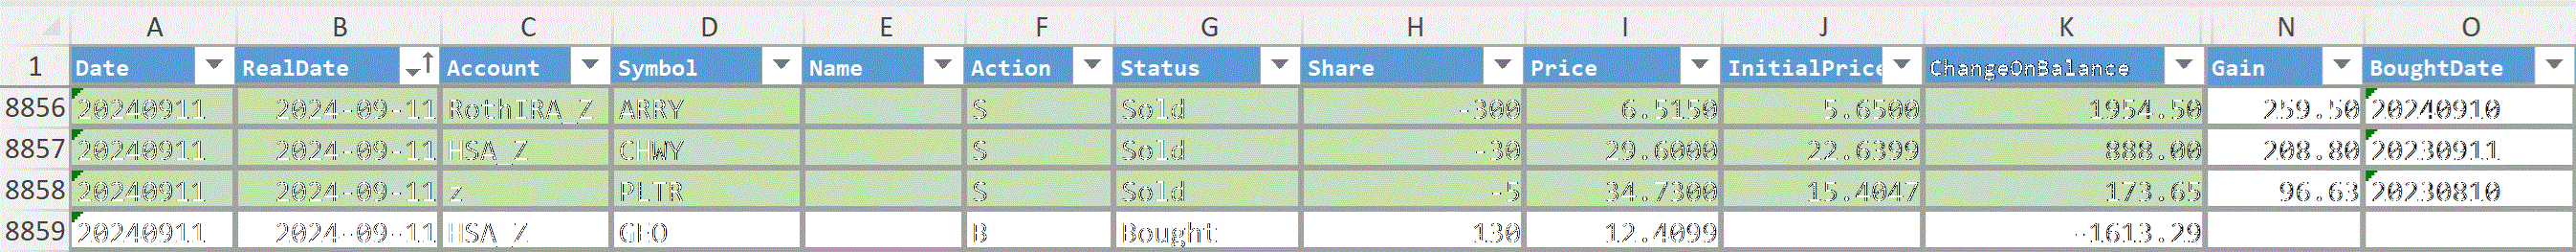 A B C D E F G H I J K N O
1 Date RealDate Account Symbol Name Action Status Share Price InitialPrice ChangeOnBalance Gain BoughtDate
8856 20240911 2024-09-11 RothIRA_Z ARRY S Sold -300 6.5150 5.6500 1954.50 259.50 20240910
8857 20240911 2024-09-11 HSA_Z CHWY S Sold -30 29.6000 22.6399 888.00 208.80 20230911
8858 20240911 2024-09-11 z PLTR S Sold -5 34.7300 15.4047 173.65 96.63 20230810
8859 20240911 2024-09-11 HSA_Z GEO B Bought 130 12.4099 -1613.29